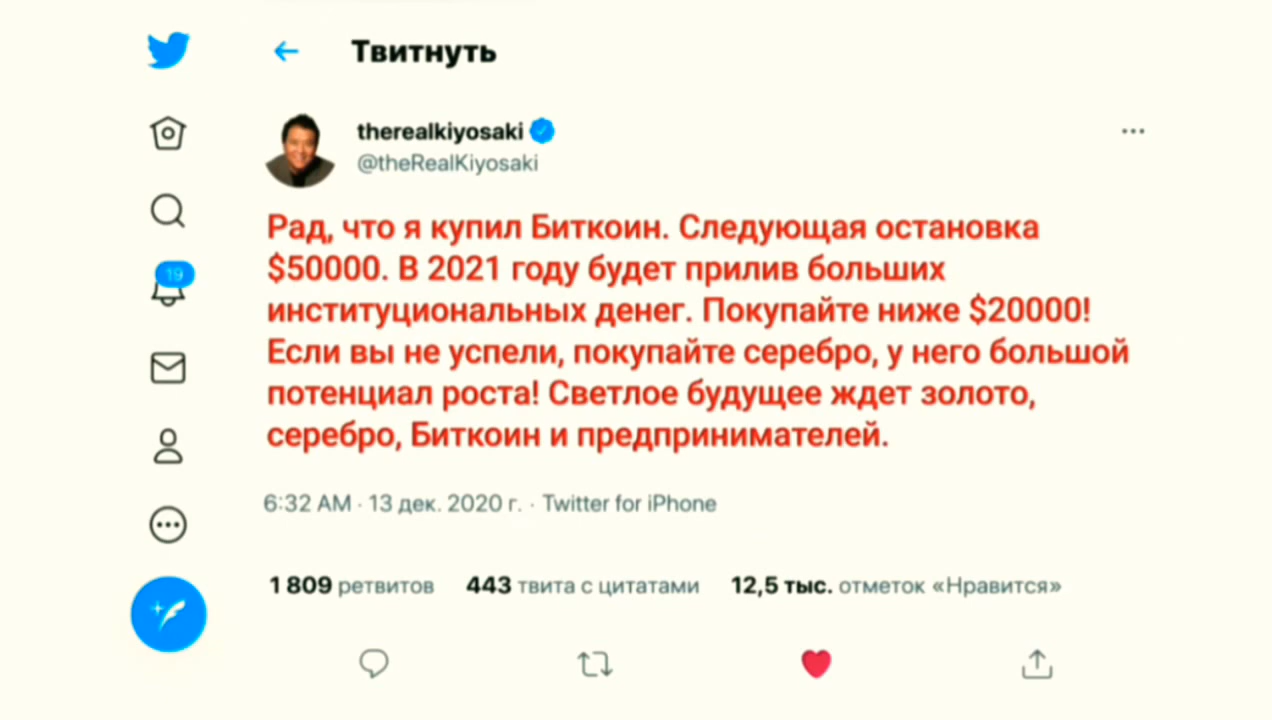 Твитнуть
therealkiyosaki
@theRealKiyosaki
19
Рад, что я купил Биткоин. Следующая остановка
$50000. В 2021 году будет прилив больших
институциональных денег. Покупайте ниже $20000!
Если вы не успели, покупайте серебро, у него большой
потенциал роста! Светлое будущее ждет золото,
серебро, Биткоин и предпринимателей.
6:32 AM · 13 дек. 2020 г. · Twitter for iPhone
1 809 ретвитов 443 твита с цитатами 12,5 тыс. отметок «Нравится»